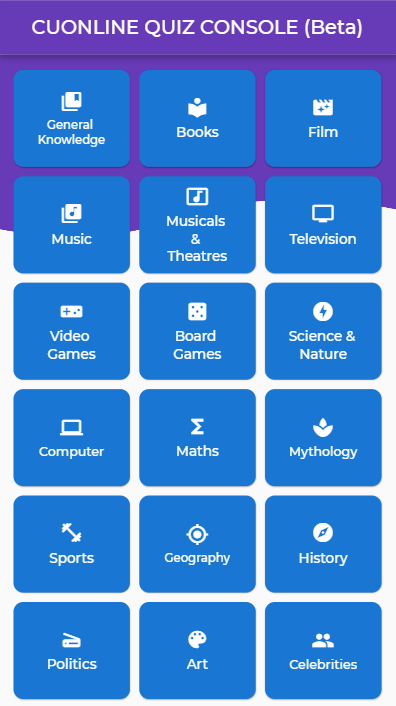 CUONLINE QUIZ CONSOLE (Beta)
General
Knowledge
Books
Film
Music
Musicals
&
Theatres
Television
Video
Games
Board
Games
Science &
Nature
Computer
Maths
Mythology
Sports
Geography
History
Politics
Art
Celebrities